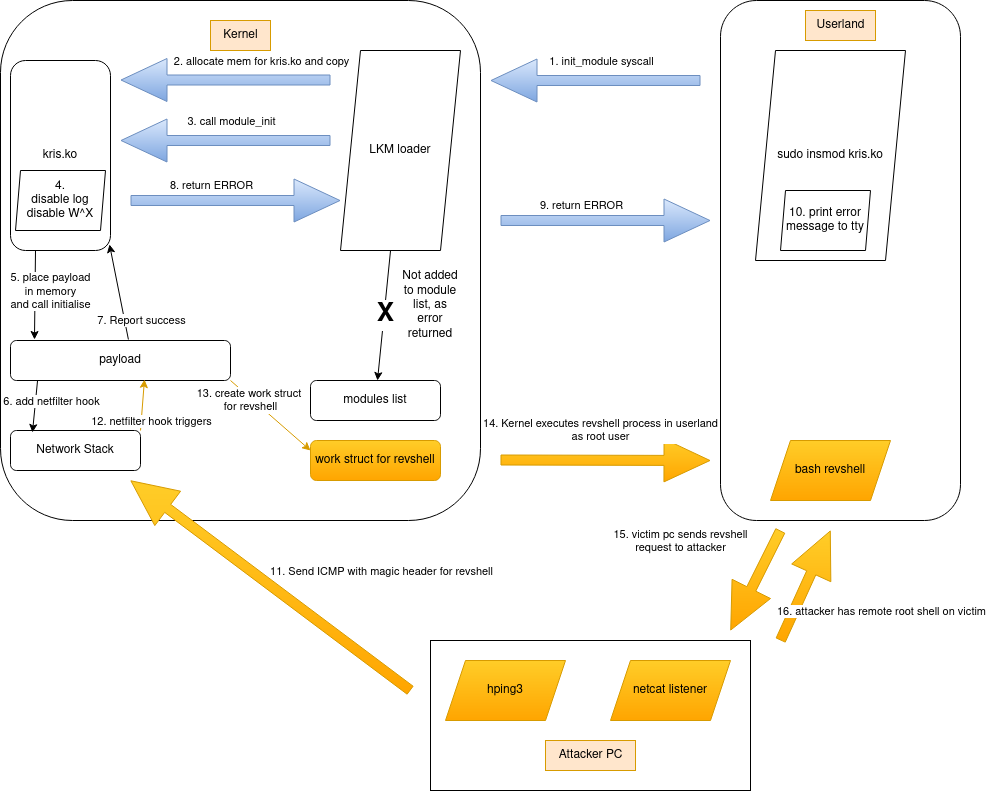 Kernel
Userland
2. allocate mem for kris.ko and copy
1. init_module syscall
3. call module_init
kris.ko
LKM loader
sudo insmod kris.ko
4.
disable log
disable W^X
8. return ERROR
9. return ERROR
10. print error
message to tty
5. place payload
in memory
and call initialise
7. Report success
Not added
to module
list, as
error
returned
X
payload
6. add netfilter hook
12. netfilter hook triggers
13. create work struct
for revshell
modules list
Network Stack
work struct for revshell
14. Kernel executes revshell process in userland
as root user
bash revshell
15. victim pc sends revshell
request to attacker
11. Send ICMP with magic header for revshell
16. attacker has remote root shell on victim
hping3
netcat listener
Attacker PC